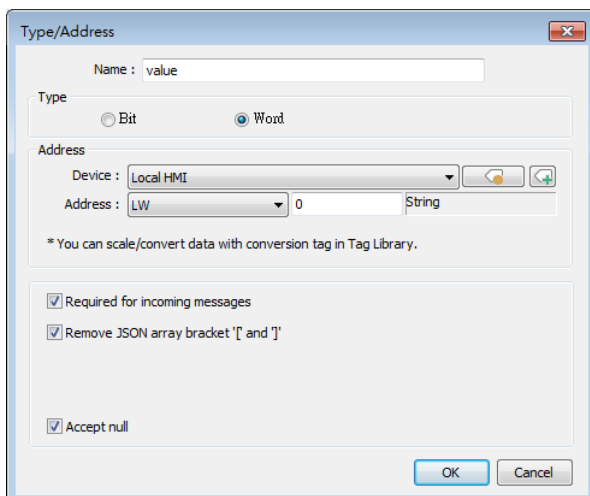 Type/Address
Name : value
Type
Bit Word
Address
Device : Local HMI
Address : LW 0 String
* You can scale/convert data with conversion tag in Tag Library.
Required for incoming messages
Remove JSON array bracket '[' and ']'
Accept null
OK Cancel